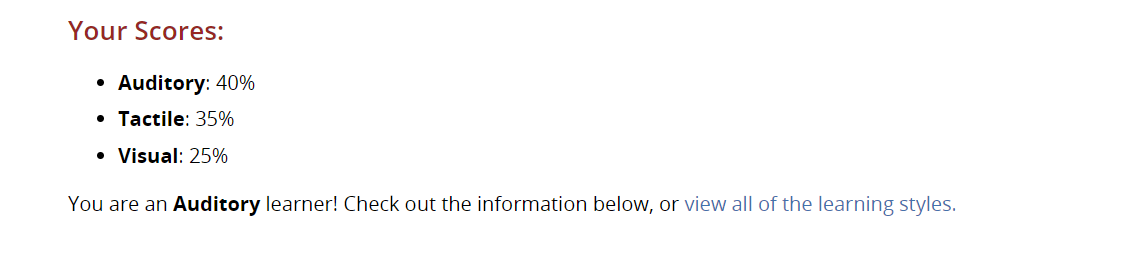 Your Scores:
• Auditory: 40%
• Tactile: 35%
• Visual: 25%
You are an Auditory learner! Check out the information below, or view all of the learning styles.